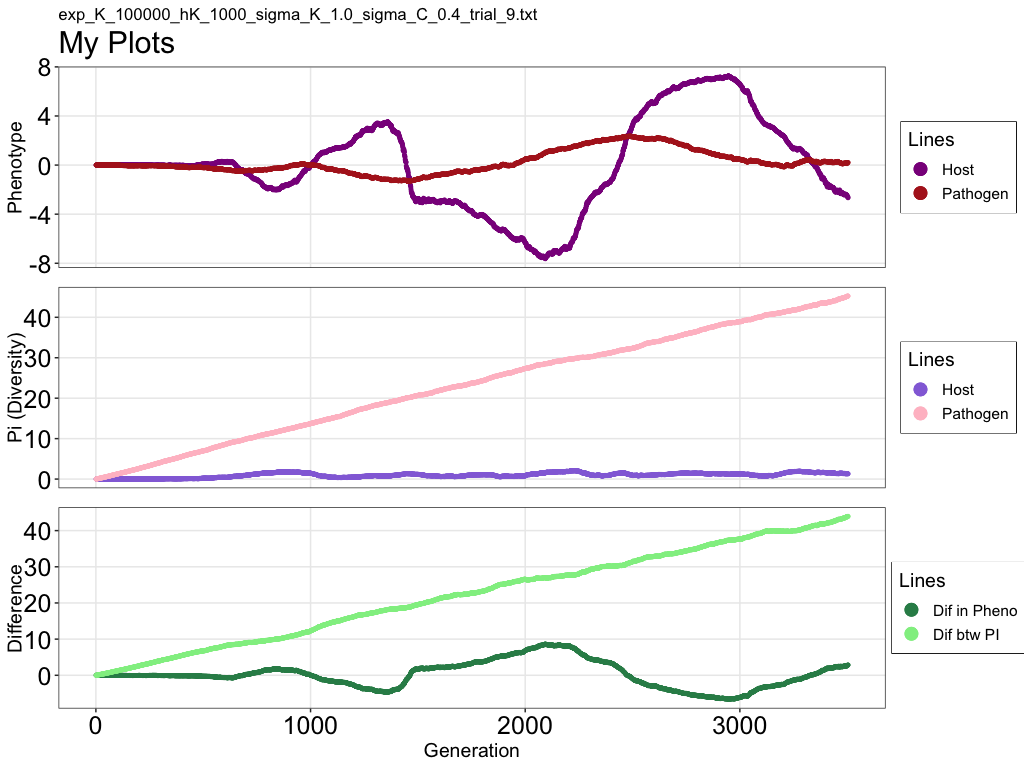 exp_K_100000_hK_1000_sigma_K_1.0_sigma_C_0.4_trial_9.txt
My Plots
8
4
0
-4
-8
Phenotype
Lines
Host
Pathogen
40
30
20
10
0
Pi (Diversity)
Lines
Host
Pathogen
40
30
20
10
0
Difference
Lines
Dif in Pheno
Dif btw PI
0 1000 2000 3000
Generation